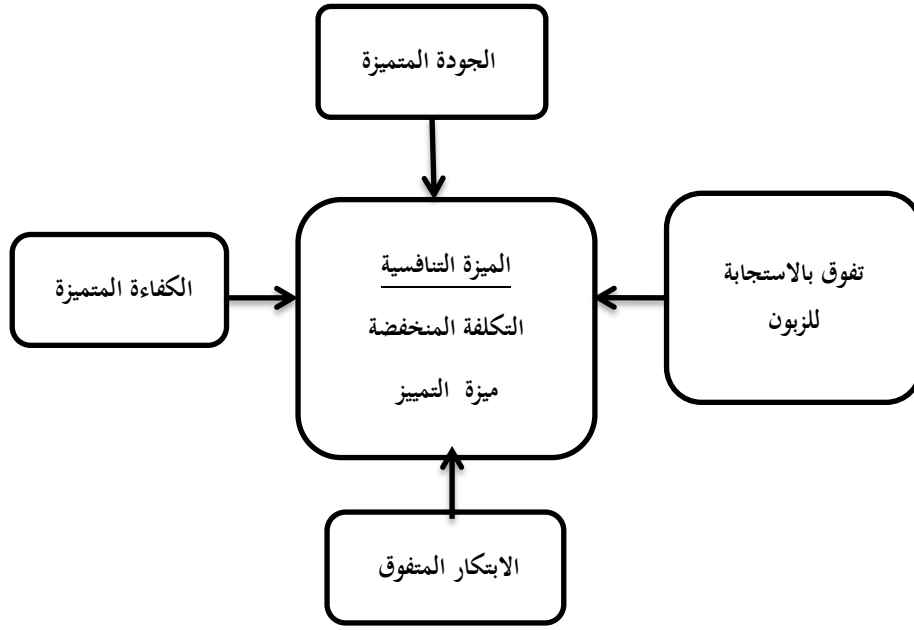 الجودة المتميزة
الميزة التنافسية
التكلفة المنخفضة
ميزة التمييز
تفوق بالاستجابة
للزبون
الكفاءة المتميزة
الابتكار المتفوق